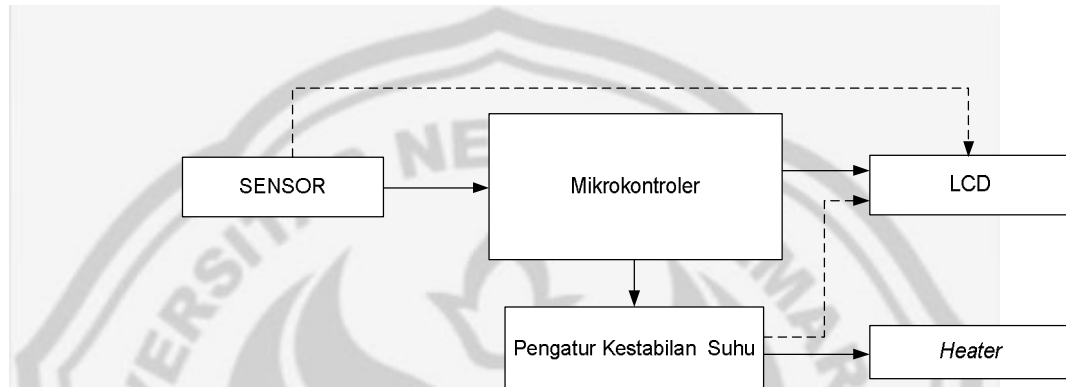 SENSOR
Mikrokontroler
LCD
Pengatur Kestabilan Suhu
Heater